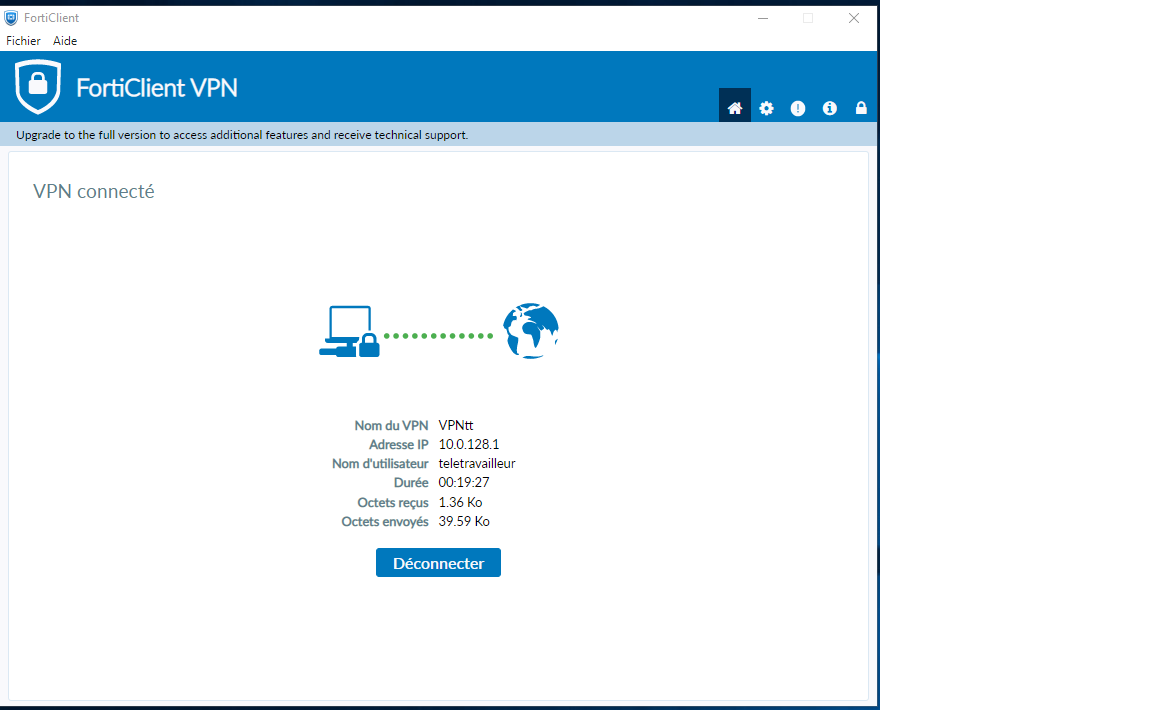 FortiClient
Fichier Aide
FortiClient VPN
Upgrade to the full version to access additional features and receive technical support.
VPN connecté
Nom du VPN VPNtt
Adresse IP 10.0.128.1
Nom d'utilisateur teletravailleur
Durée 00:19:27
Octets reçus 1.36 Ko
Octets envoyés 39.59 Ko
Déconnecter